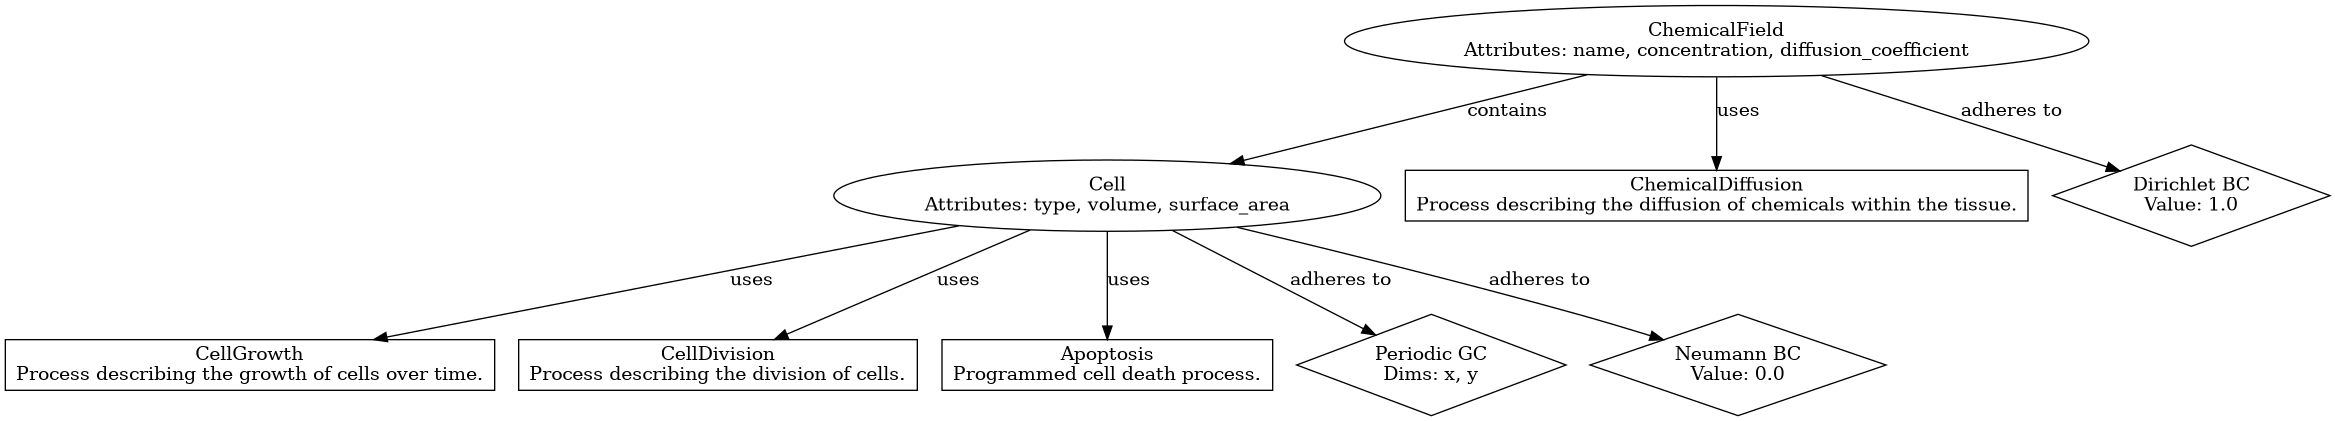 ChemicalField
Attributes: name, concentration, diffusion_coefficient
contains
uses
adheres to
Cell
Attributes: type, volume, surface_area
ChemicalDiffusion
Process describing the diffusion of chemicals within the tissue.
Dirichlet BC
Value: 1.0
uses
uses
uses
adheres to
adheres to
CellGrowth
Process describing the growth of cells over time.
CellDivision
Process describing the division of cells.
Apoptosis
Programmed cell death process.
Periodic GC
Dims: x, y
Neumann BC
Value: 0.0